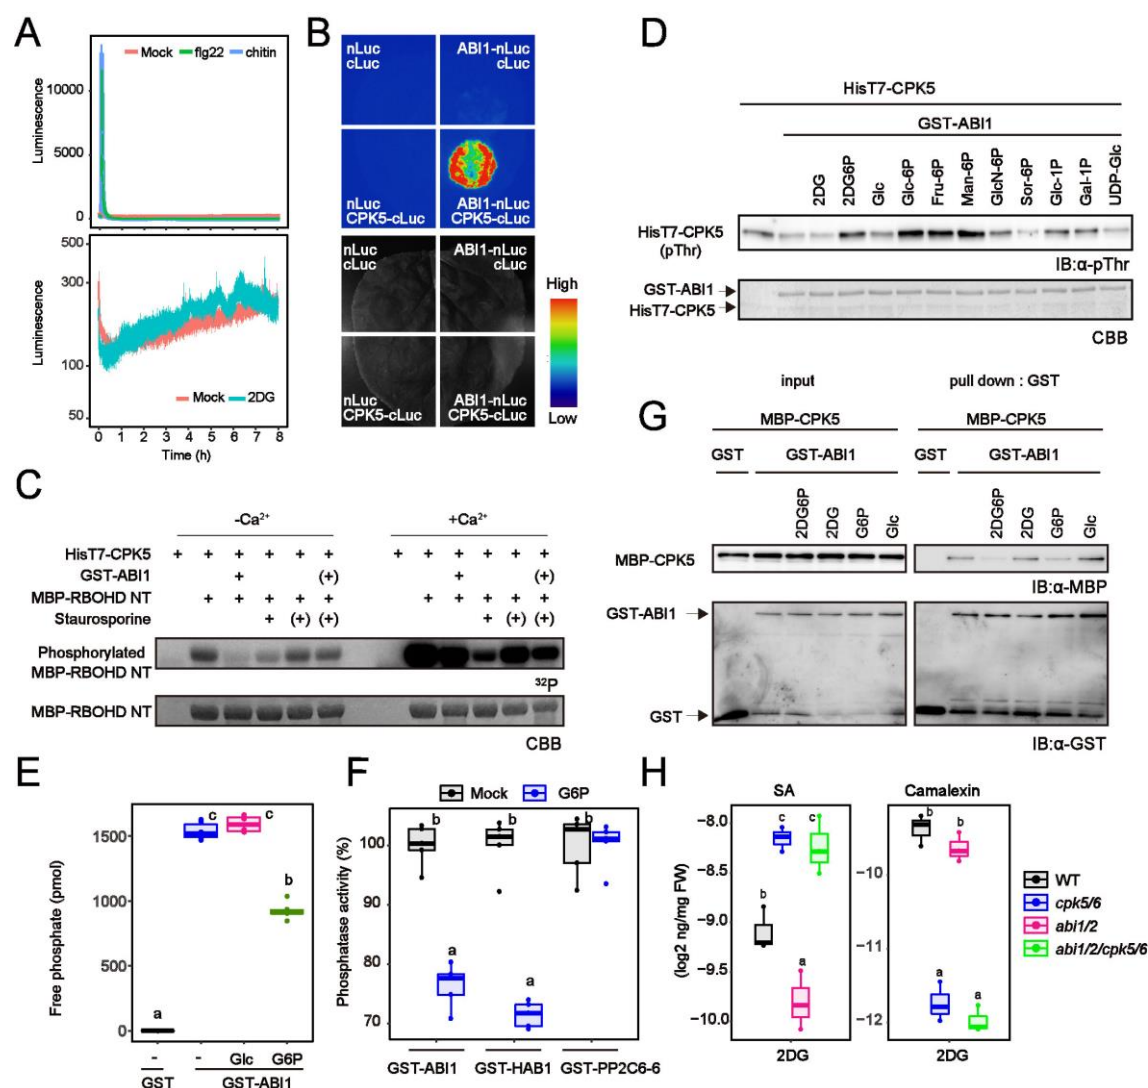 A
Mock flg22 chitin
Luminescence
10000
5000
0
500
300
100
50
Luminescence
Mock 2DG
0 1 2 3 4 5 6 7 8
Time (h)
B
nLuc
cLuc
ABI1-nLuc
cLuc
nLuc
CPK5-cLuc
ABI1-nLuc
CPK5-cLuc
nLuc
cLuc
ABI1-nLuc
cLuc
nLuc
CPK5-cLuc
ABI1-nLuc
CPK5-cLuc
High
Low
C
-Ca²⁺ +Ca²⁺
HisT7-CPK5 + + + + + +
GST-ABI1 + (+) + (+)
MBP-RBOHD NT + + + + + + + + + +
Staurosporine + (+) (+) + (+) (+)
Phosphorylated
MBP-RBOHD NT
³²P
MBP-RBOHD NT
CBB
D
HisT7-CPK5
GST-ABI1
2DG
2DG6P
Glc
Glc-6P
Fru-6P
Man-6P
GlcN-6P
Sor-6P
Glc-1P
Gal-1P
UDP-Glc
HisT7-CPK5
(pThr)
IB:α-pThr
GST-ABI1
HisT7-CPK5
CBB
G
input pull down : GST
MBP-CPK5 MBP-CPK5
GST GST-ABI1 GST GST-ABI1
2DG6P
2DG
G6P
Glc
2DG6P
2DG
G6P
Glc
MBP-CPK5
IB:α-MBP
GST-ABI1
GST
IB:α-GST
E
Free phosphate (pmol)
1500
1000
500
0
a
c
c
b
- - Glc G6P
GST GST-ABI1
F
Mock G6P
Phosphatase activity (%)
100
90
80
70
b
a
b
a
b
GST-ABI1 GST-HAB1 GST-PP2C6-6
H
SA Camalexin
(log2 ng/mg FW)
−8.0
−8.5
−9.0
−9.5
−10.0
b
c
a
c
2DG
−10
−11
−12
b
a
b
a
2DG
WT
cpk5/6
abi1/2
abi1/2/cpk5/6